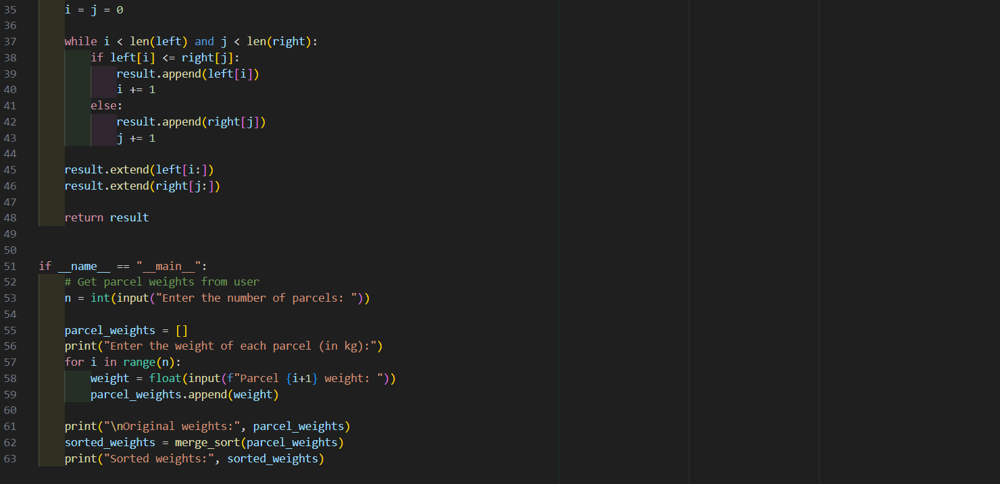 35 i = j = 0
36
37 while i < len(left) and j < len(right):
38 if left[i] <= right[j]:
39 result.append(left[i])
40 i += 1
41 else:
42 result.append(right[j])
43 j += 1
44
45 result.extend(left[i:])
46 result.extend(right[j:])
47
48 return result
49
50
51 if __name__ == "__main__":
52 # Get parcel weights from user
53 n = int(input("Enter the number of parcels: "))
54
55 parcel_weights = []
56 print("Enter the weight of each parcel (in kg):")
57 for i in range(n):
58 weight = float(input(f"Parcel {i+1} weight: "))
59 parcel_weights.append(weight)
60
61 print("\nOriginal weights:", parcel_weights)
62 sorted_weights = merge_sort(parcel_weights)
63 print("Sorted weights:", sorted_weights)